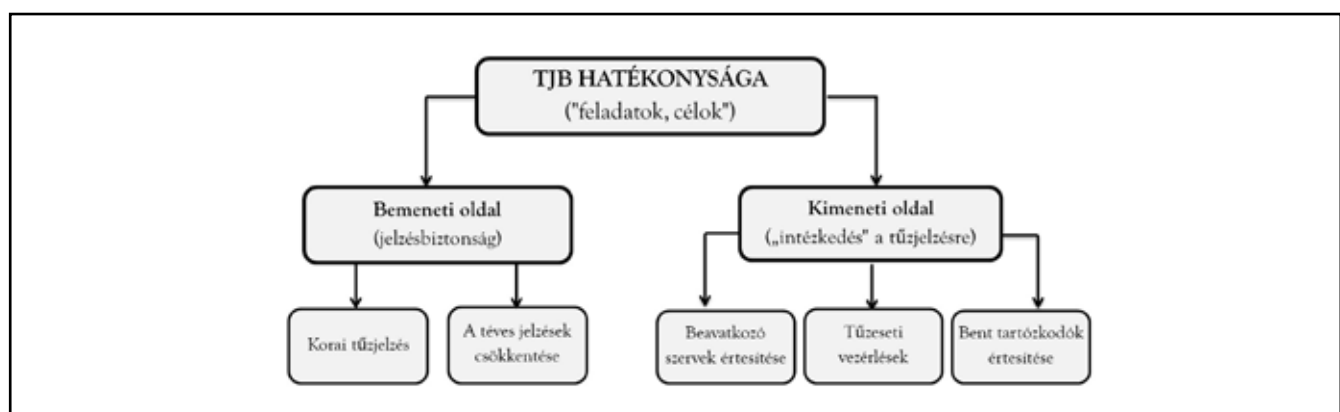 TJB HATÉKONYSÁGA
("feladatok, célok")
Bemeneti oldal
(jelzésbiztonság)
Kimeneti oldal
(„intézkedés" a tűzjelzésre)
Korai tűzjelzés
A téves jelzések
csökkentése
Beavatkozó
szervek értesítése
Tűzeseti
vezérlések
Bent tartózkodók
értesítése